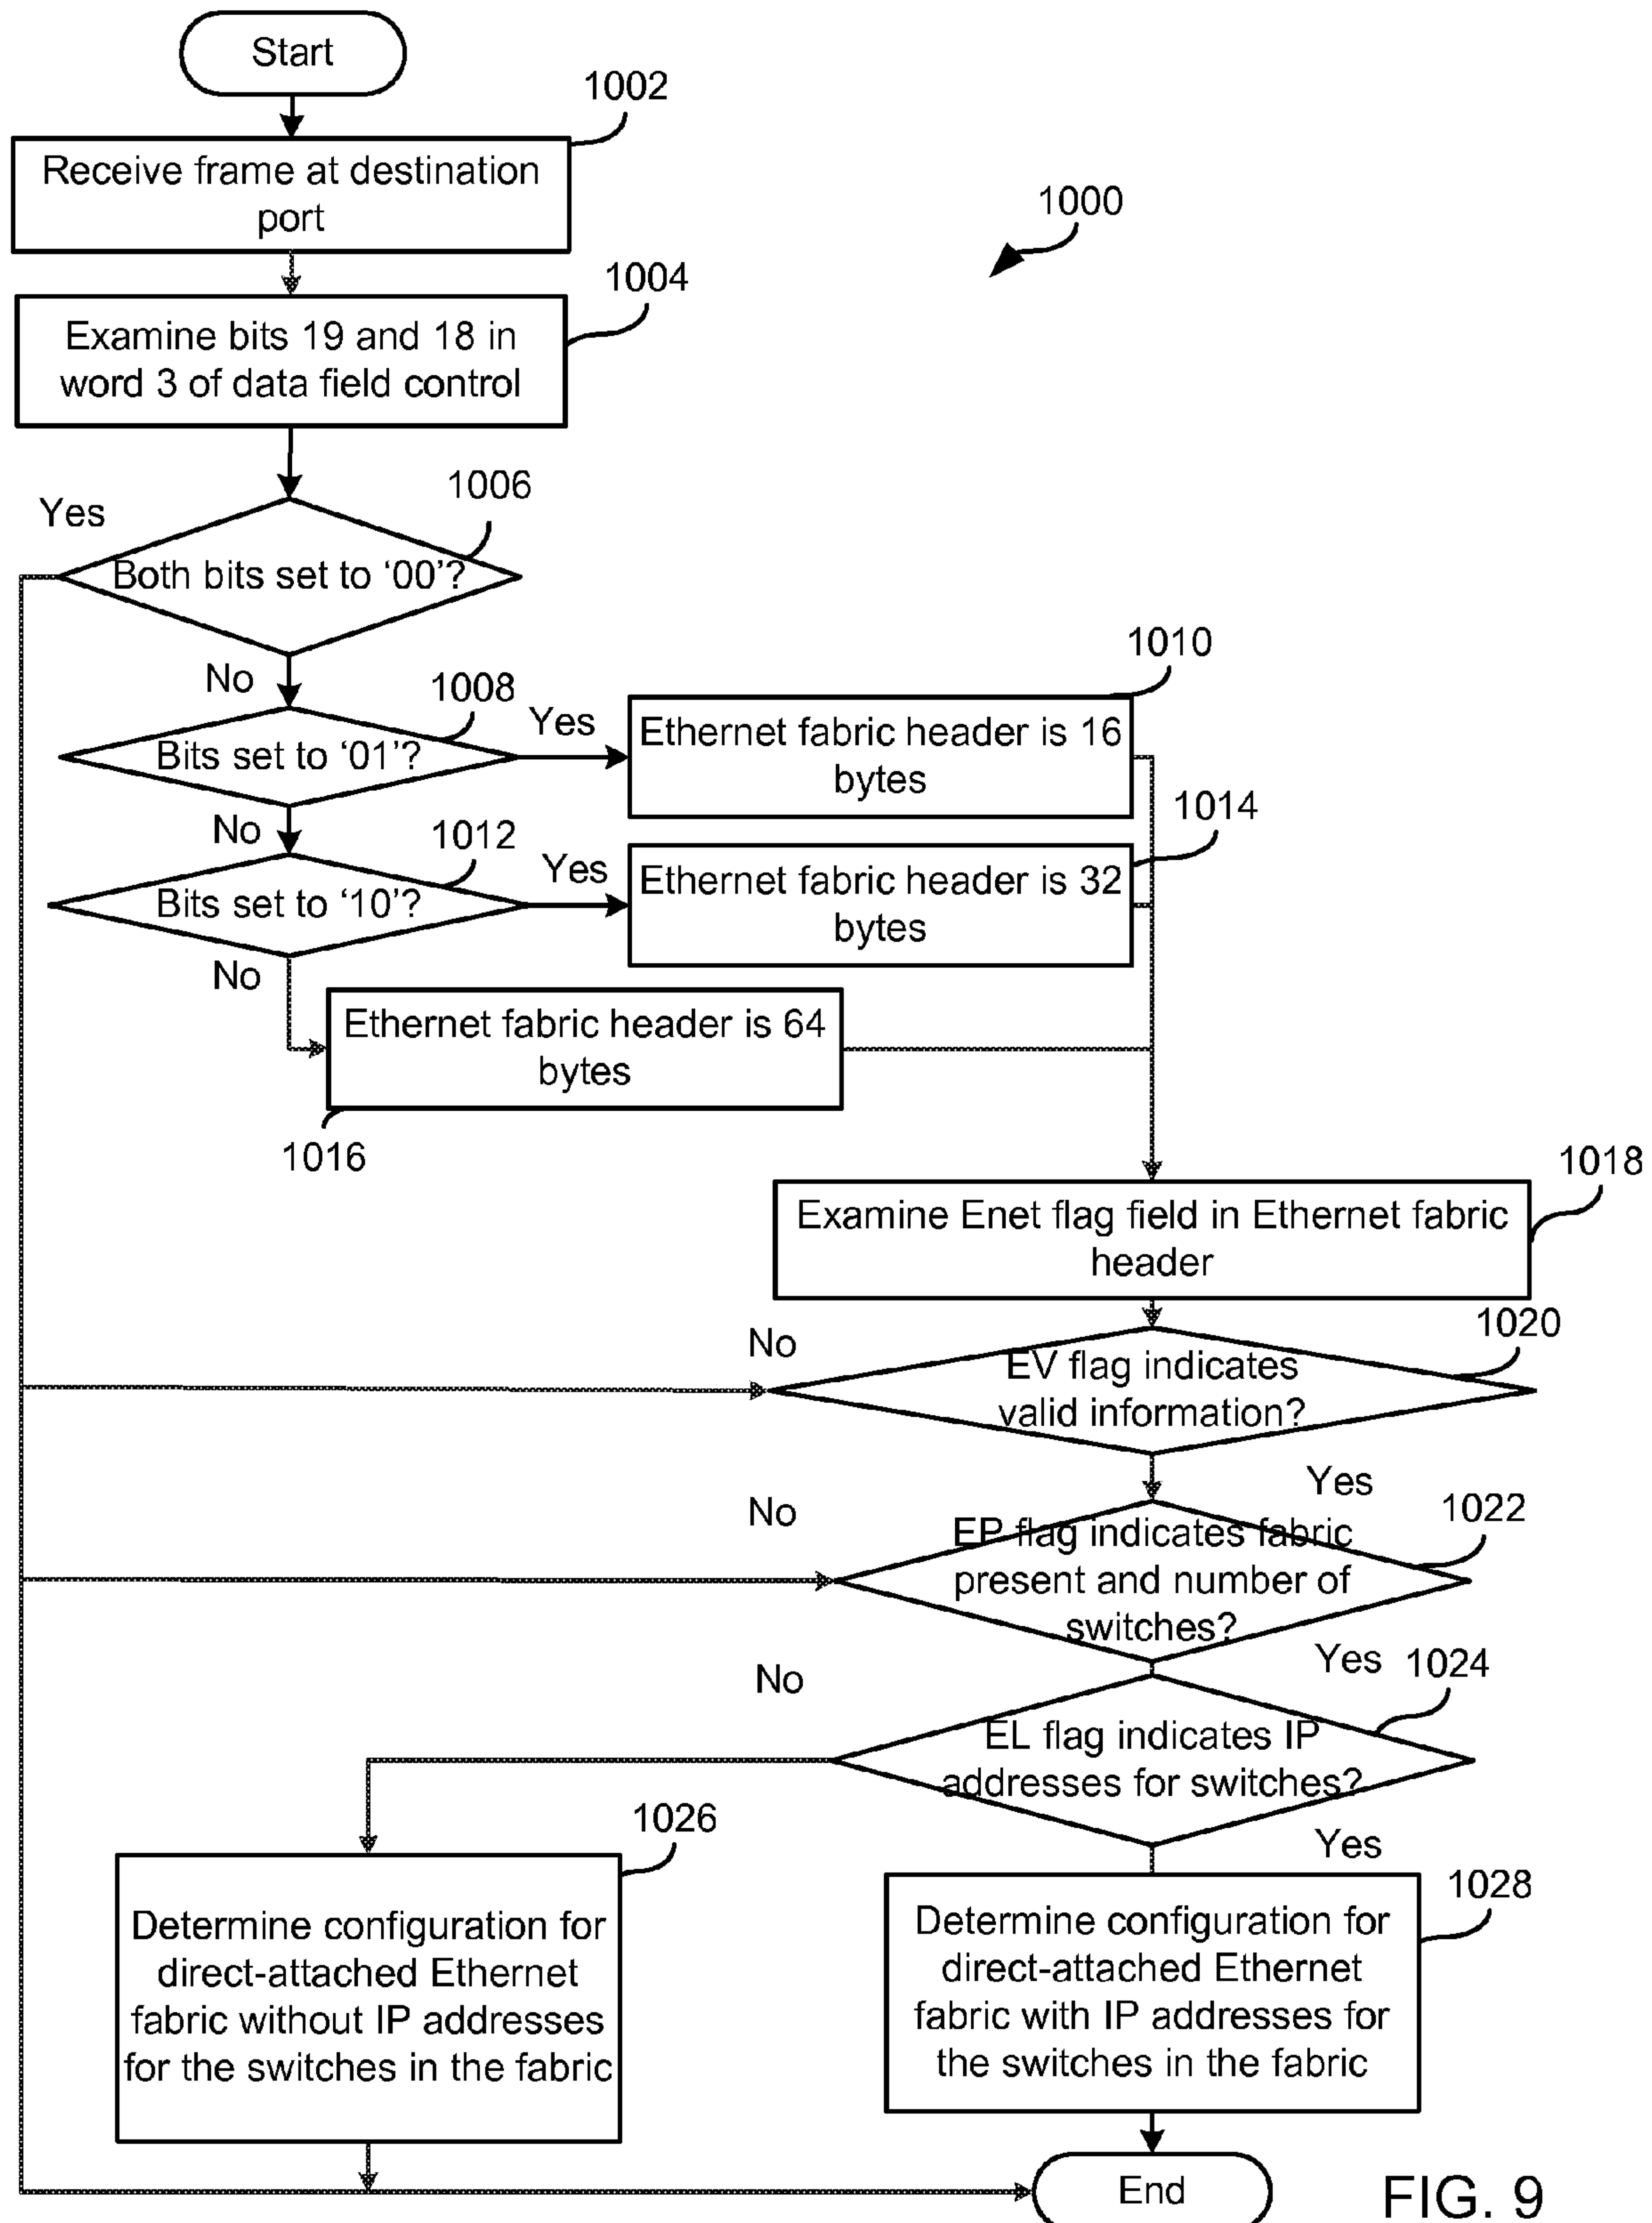 Start
1002
Receive frame at destination
port
1000
1004
Examine bits 19 and 18 in
word 3 of data field control
1006
Yes
Both bits set to ‘00’?
No
1008
Bits set to ‘01’?
Yes
1010
Ethernet fabric header is 16
bytes
No
1012
Bits set to ‘10’?
Yes
1014
Ethernet fabric header is 32
bytes
No
Ethernet fabric header is 64
bytes
1016
1018
Examine Enet flag field in Ethernet fabric
header
1020
No
EV flag indicates
valid information?
Yes
1022
No
EP flag indicates fabric
present and number of
switches?
Yes
1024
No
EL flag indicates IP
addresses for switches?
Yes
1026
Determine configuration for
direct-attached Ethernet
fabric without IP addresses
for the switches in the fabric
1028
Determine configuration for
direct-attached Ethernet
fabric with IP addresses for
the switches in the fabric
End
FIG. 9